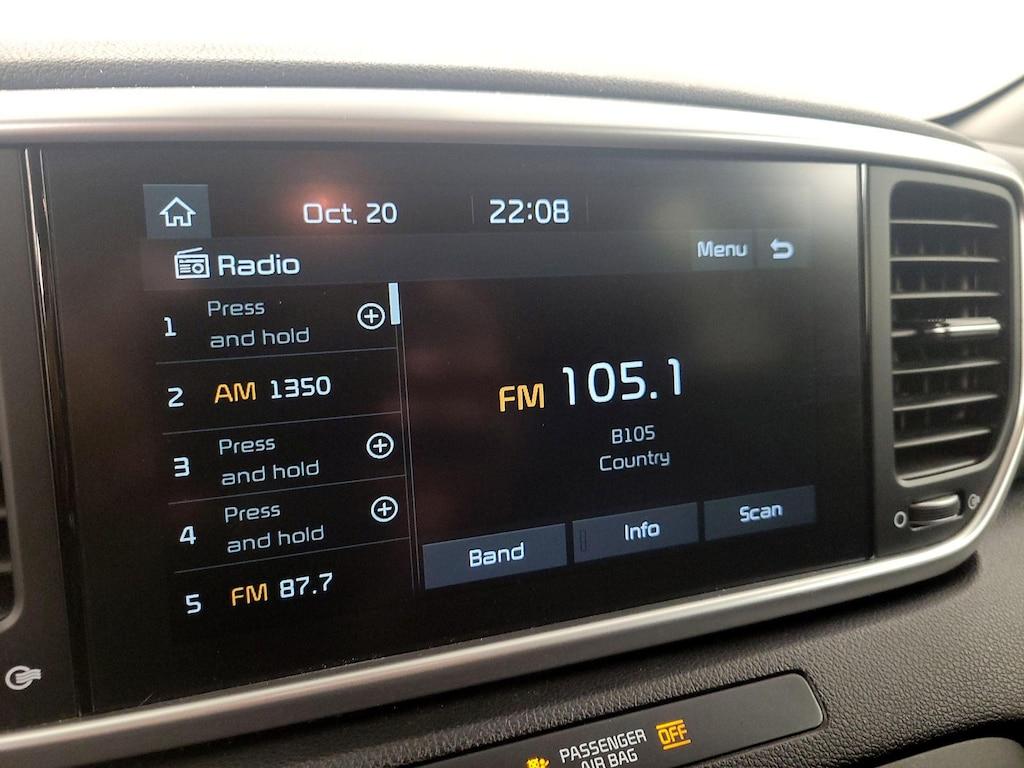 Oct. 20 22:08
Radio Menu
1 Press and hold
2 AM 1350
3 Press and hold
4 Press and hold
5 FM 87.7
FM 105.1
B105
Country
Band Info Scan
PASSENGER OFF
AIR BAG